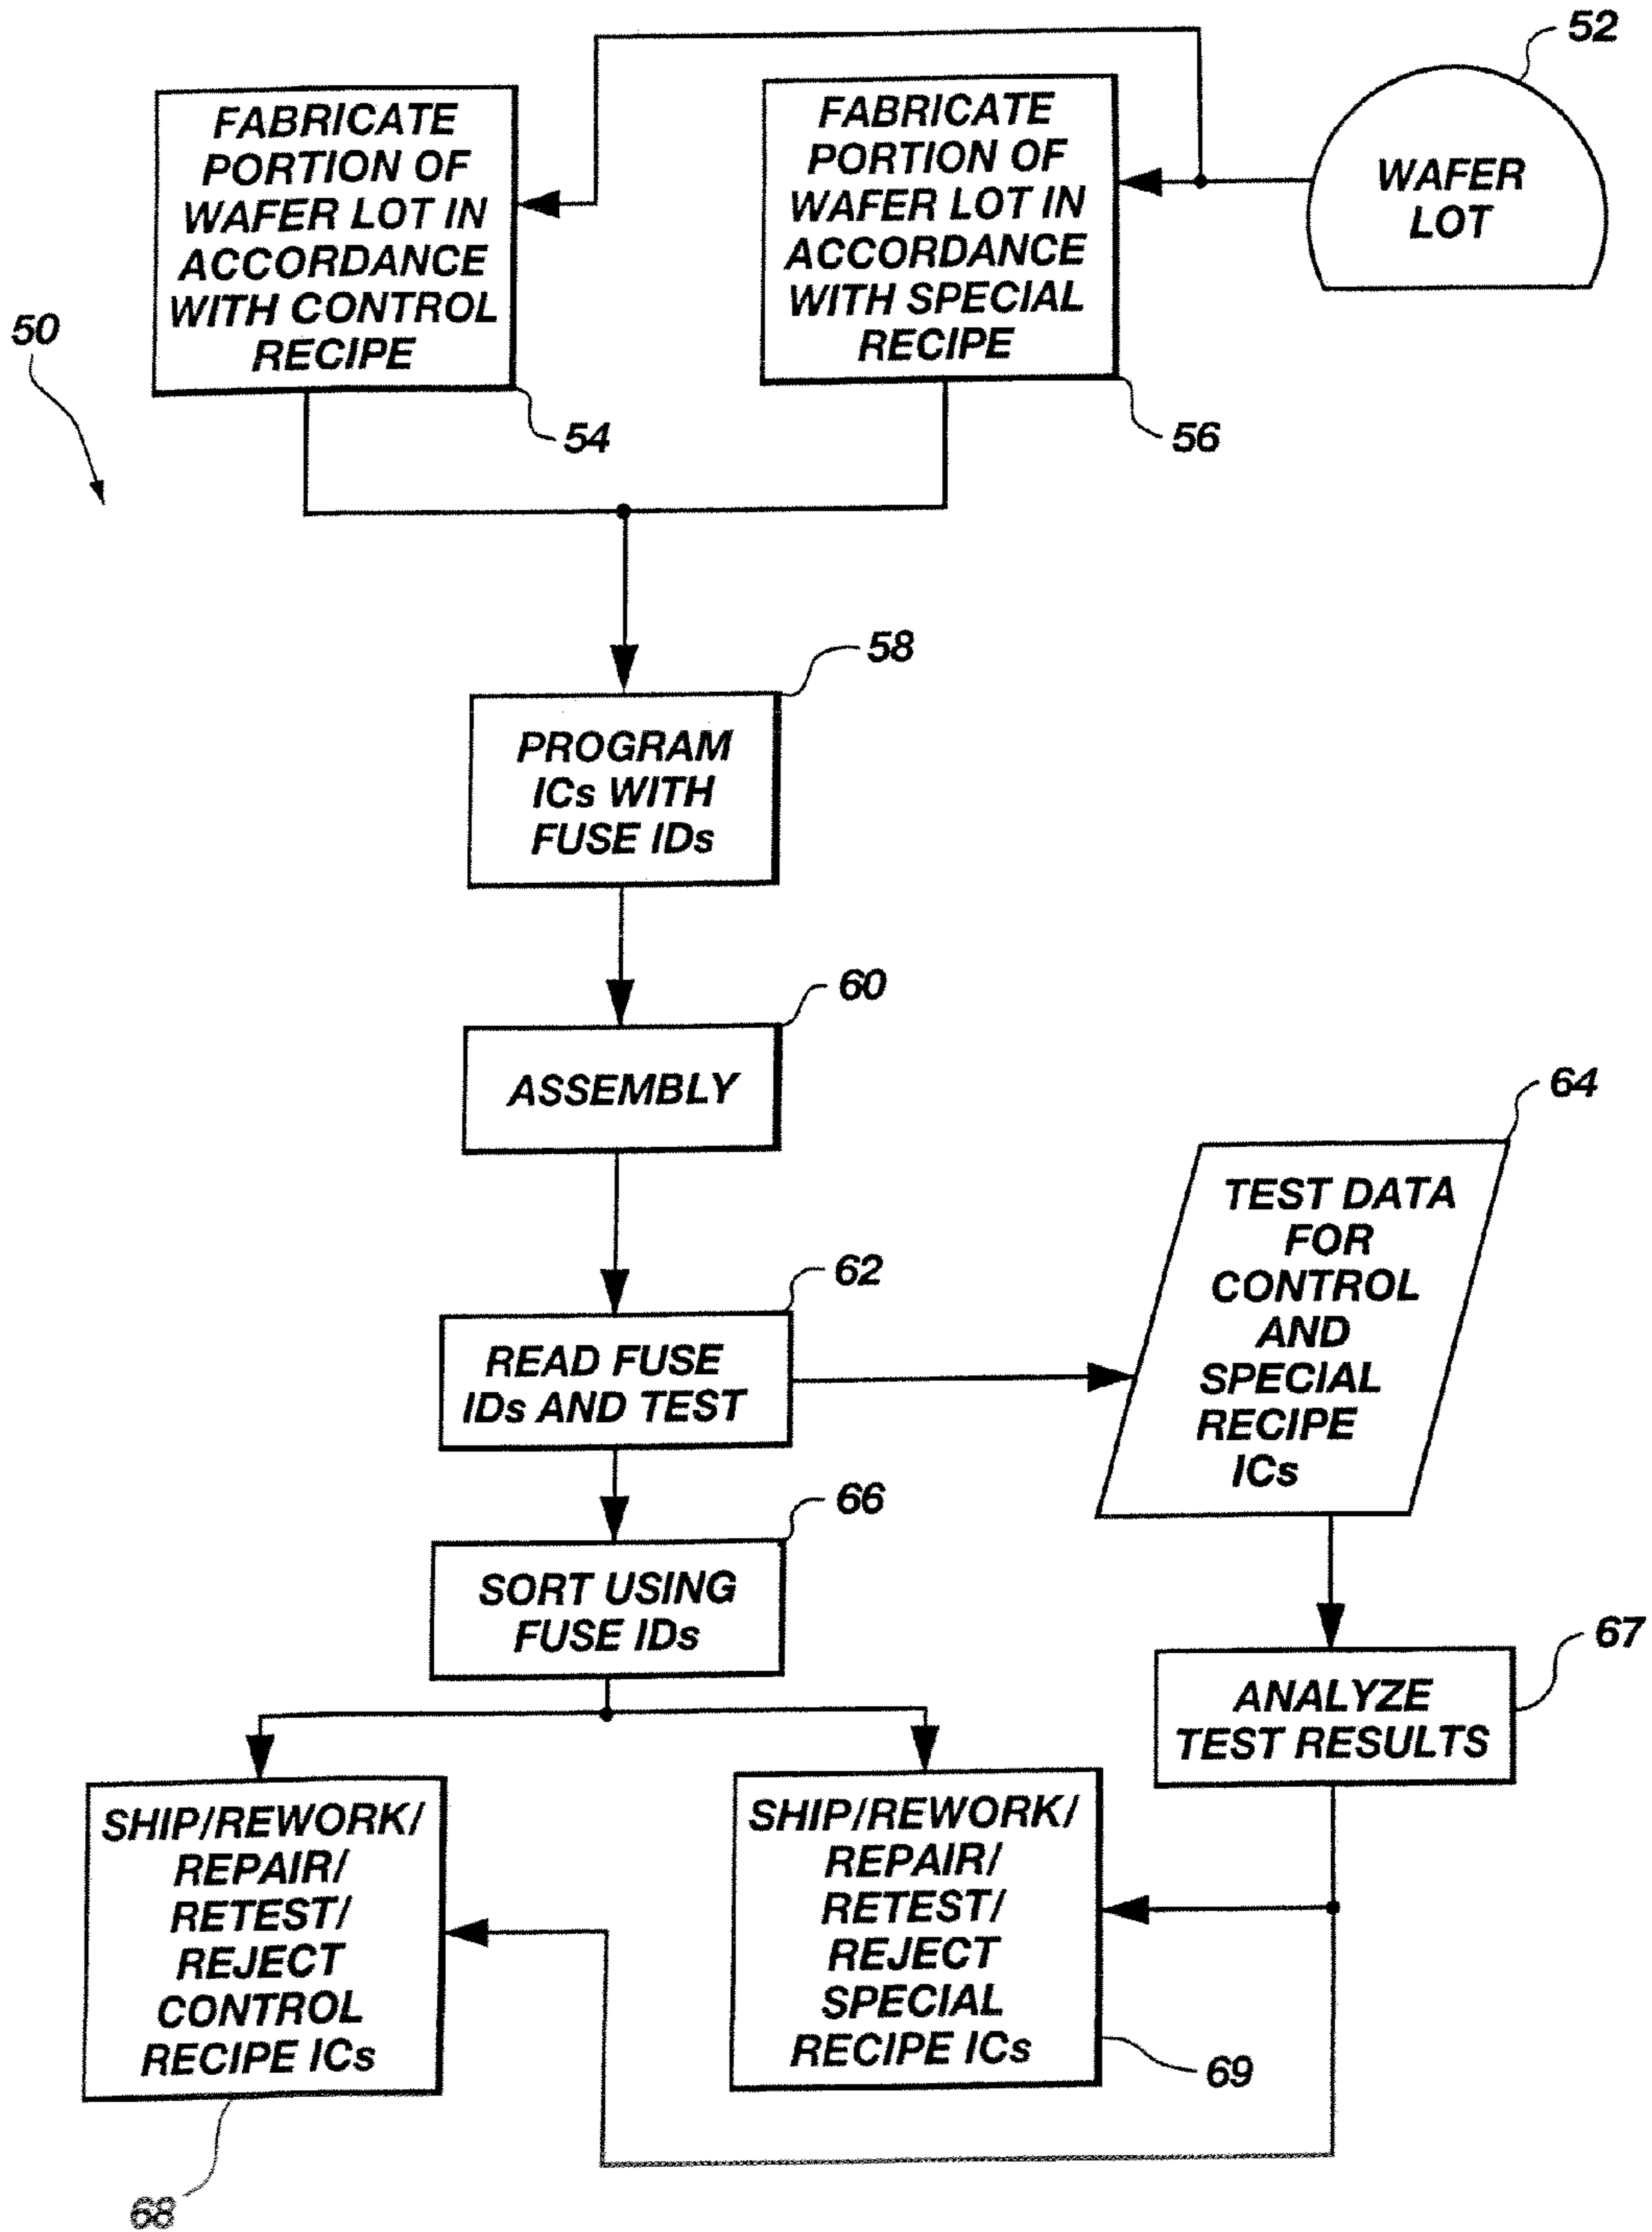 52
FABRICATE
PORTION OF
WAFER LOT IN
ACCORDANCE
WITH CONTROL
RECIPE
FABRICATE
PORTION OF
WAFER LOT IN
ACCORDANCE
WITH SPECIAL
RECIPE
WAFER
LOT
50
54
56
58
PROGRAM
ICs WITH
FUSE IDs
60
ASSEMBLY
64
TEST DATA
FOR
CONTROL
AND
SPECIAL
RECIPE
ICs
62
READ FUSE
IDs AND TEST
66
SORT USING
FUSE IDs
67
ANALYZE
TEST RESULTS
SHIP/REWORK/
REPAIR/
RETEST/
REJECT
CONTROL
RECIPE ICs
SHIP/REWORK/
REPAIR/
RETEST/
REJECT
SPECIAL
RECIPE ICs
69
68